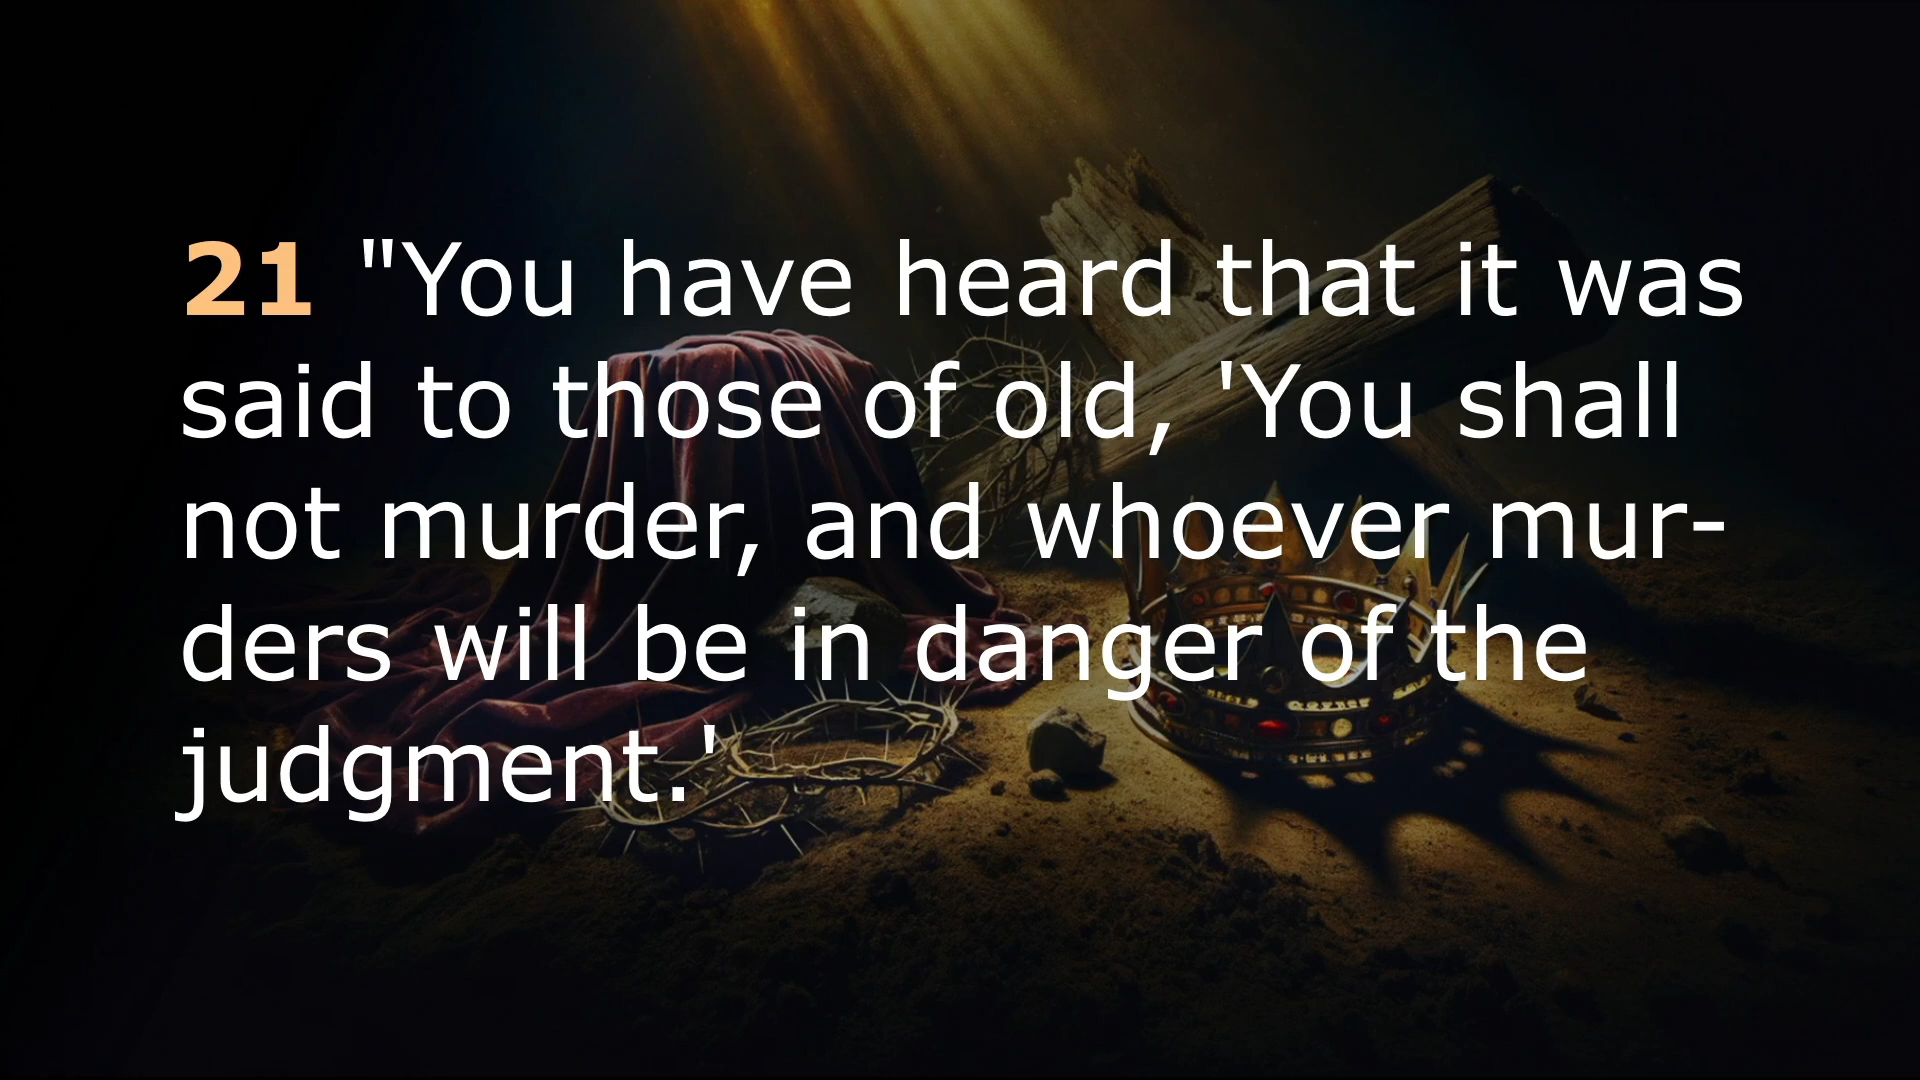 21 "You have heard that it was
said to those of old, 'You shall
not murder, and whoever mur-
ders will be in danger of the
judgment.'